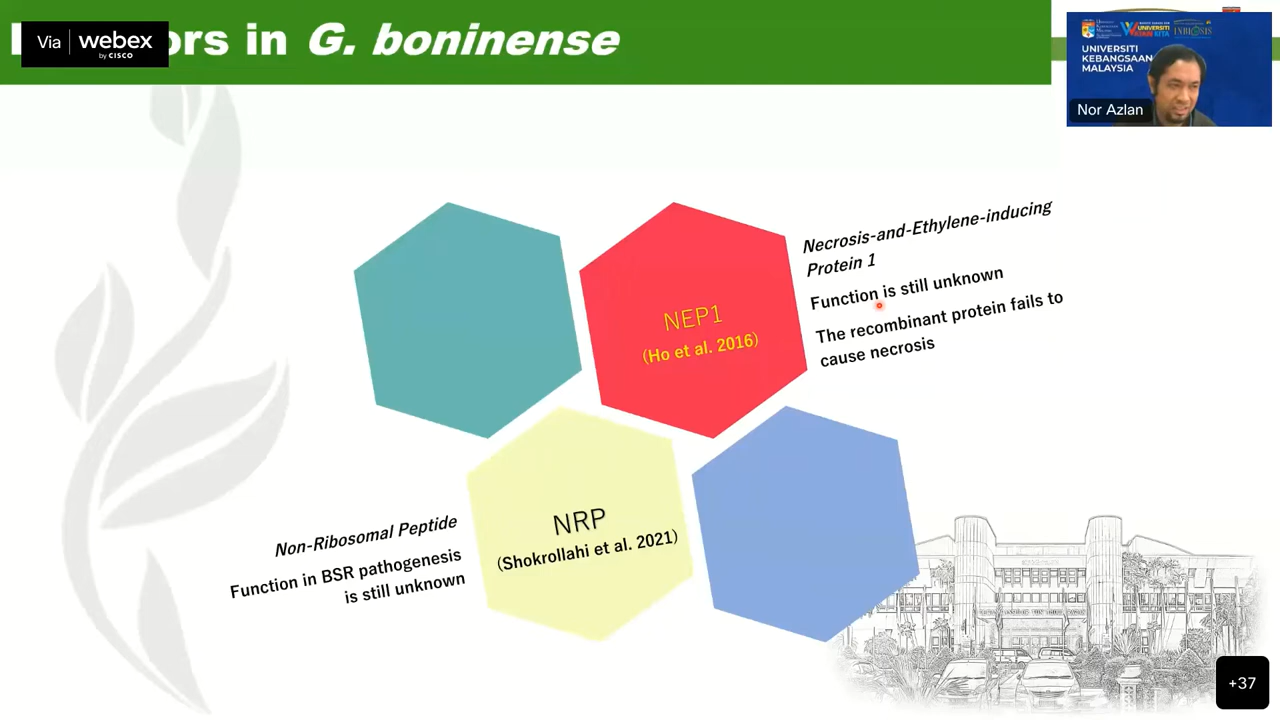 Via webex
by CISCO
ors in G. boninense
UNIVERSITI
KEBANGSAAN
MALAYSIA
Nor Azlan
Necrosis-and-Ethylene-inducing
Protein 1
Function is still unknown
The recombinant protein fails to
cause necrosis
NEP1
(Ho et al. 2016)
Non-Ribosomal Peptide
Function in BSR pathogenesis
is still unknown
NRP
(Shokrollahi et al. 2021)
+37